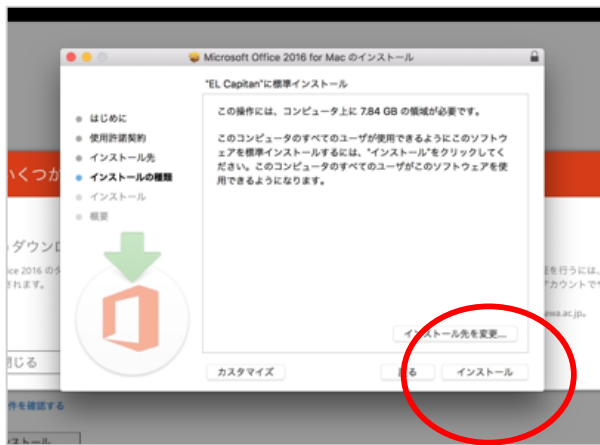 Microsoft Office 2016 for Mac のインストール
"EL Capitan"に標準インストール
はじめに
使用許諾契約
インストール先
インストールの種類
インストール
概要
この操作には、コンピュータ上に 7.84 GB の領域が必要です。
このコンピュータのすべてのユーザが使用できるようにこのソフトウ
ェアを標準インストールするには、"インストール"をクリックしてく
ださい。このコンピュータのすべてのユーザがこのソフトウェアを使
用できるようになります。
インストール先を変更...
カスタマイズ
戻る
インストール
いくつか
ダウンロ
ice 2016 の
されます。
閉じる
件を確認する
ンストール
を行うには、
カウントでサ
ewa.ac.jp。